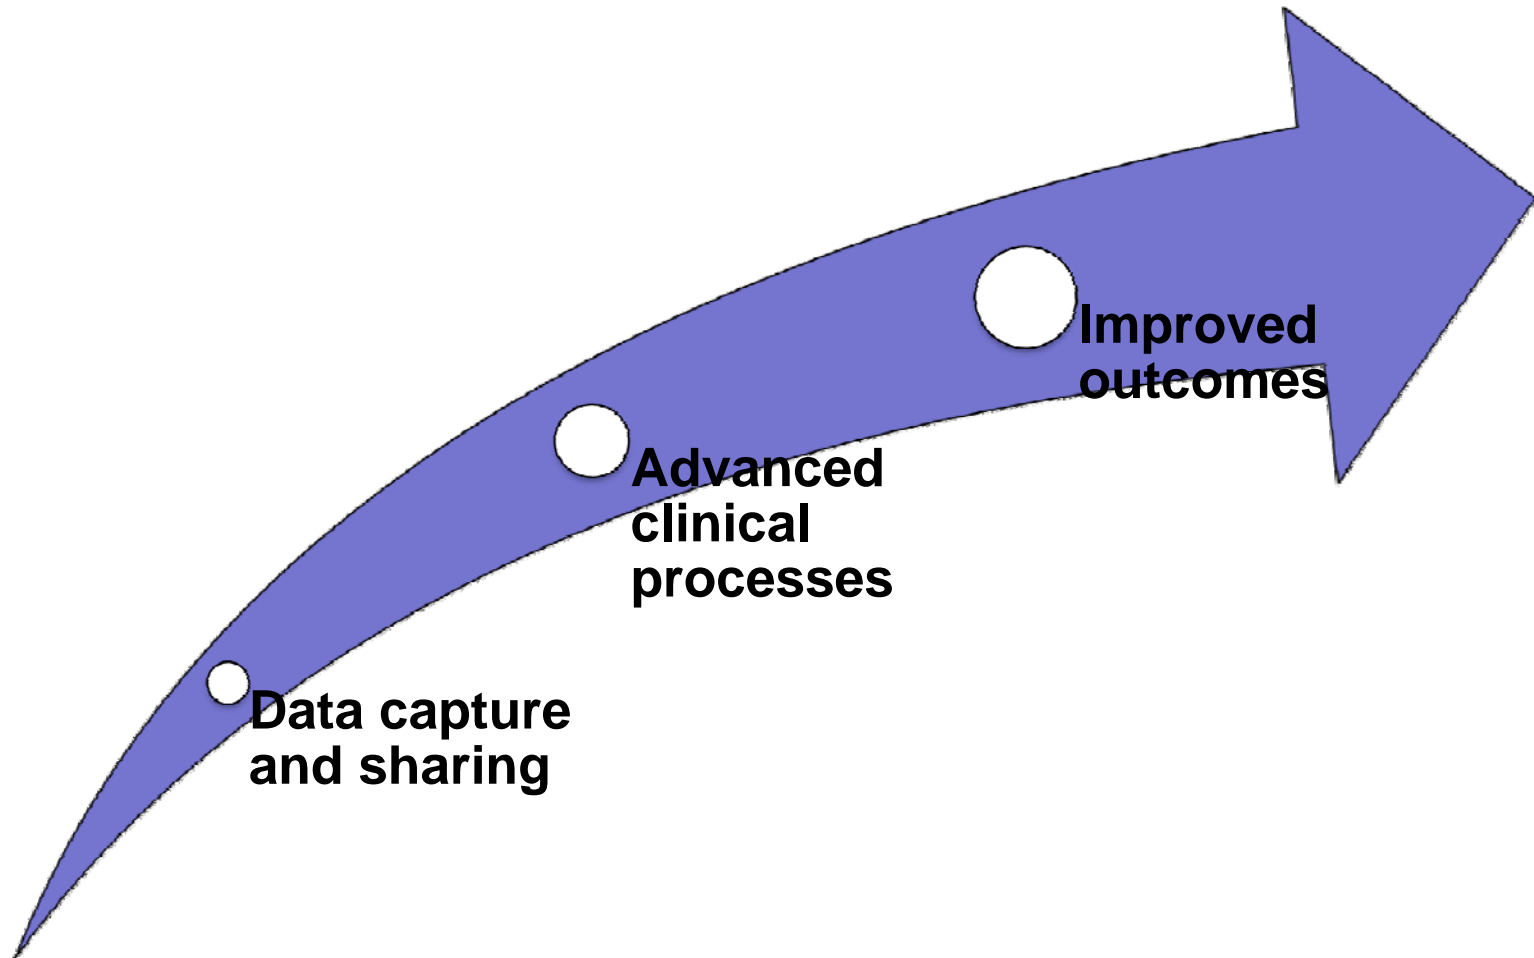 Improved
outcomes
Advanced
clinical
processes
Data capture
and sharing